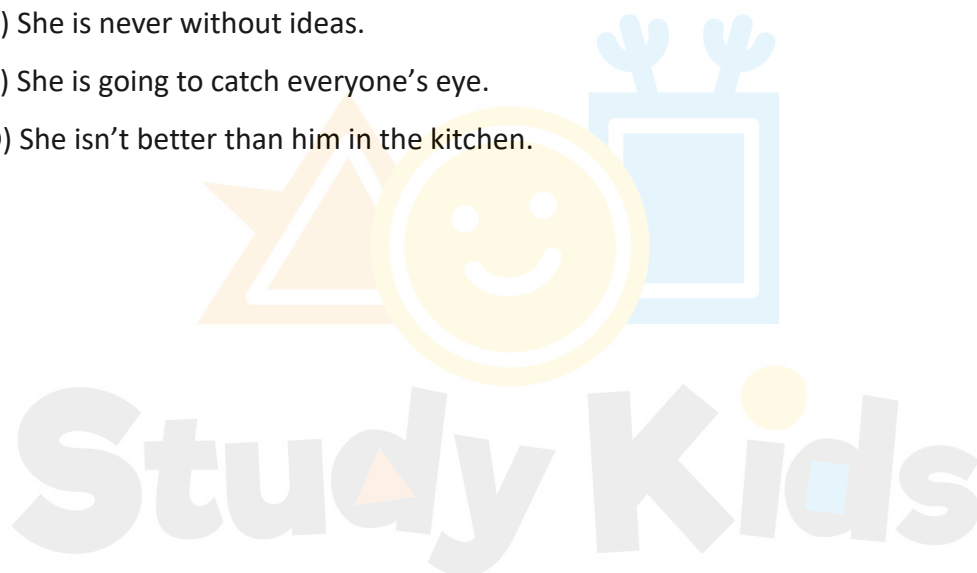 ) She is never without ideas.
) She is going to catch everyone’s eye.
) She isn’t better than him in the kitchen.
Study Kids